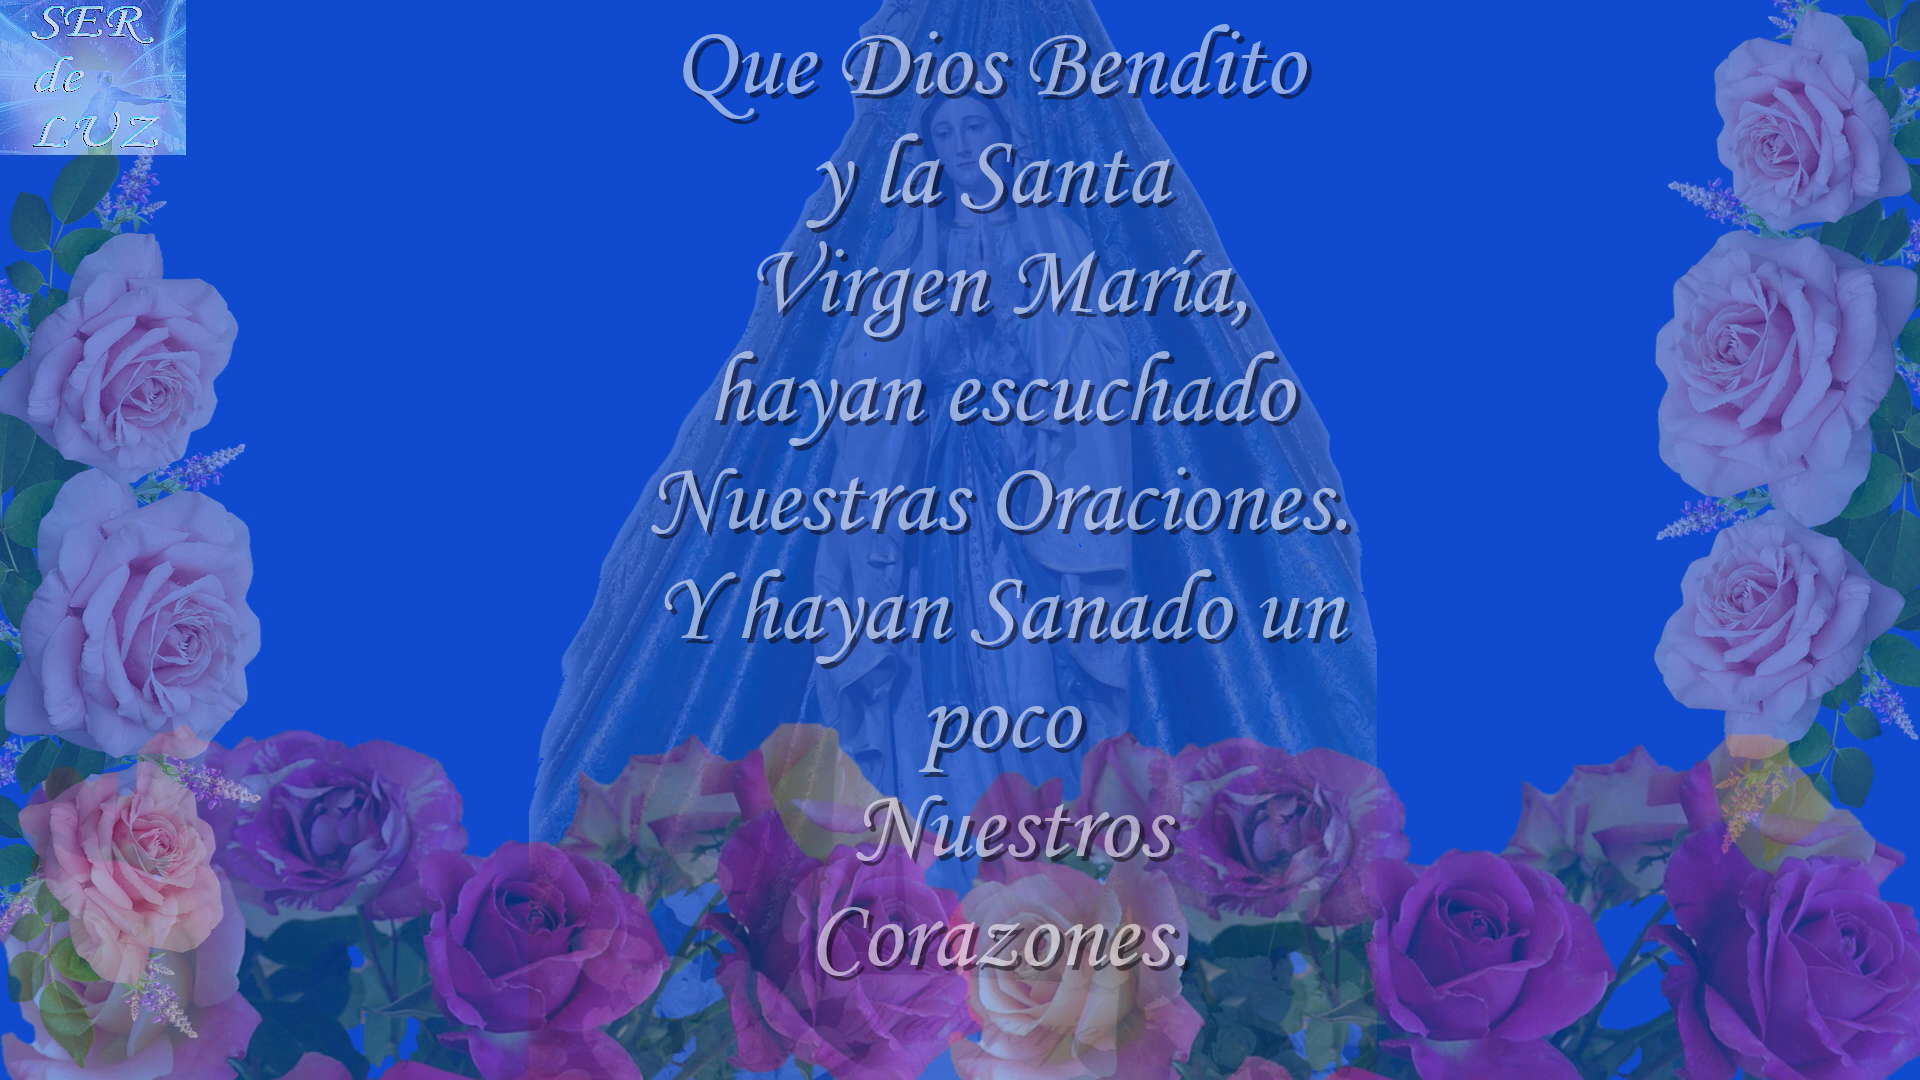 SER
de
LUZ
Que Dios Bendito
y la Santa
Virgen María,
hayan escuchado
Nuestras Oraciones.
Y hayan Sanado un
poco
Nuestros
Corazones.